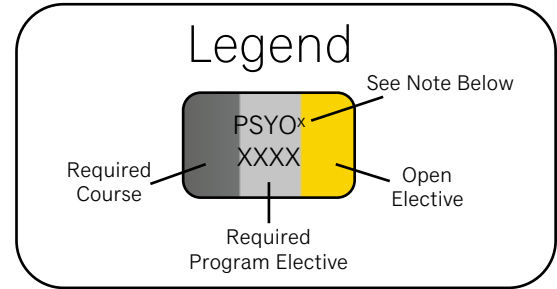 Legend
See Note Below
PSYOˣ
XXXX
Required
Course
Open
Elective
Required
Program Elective